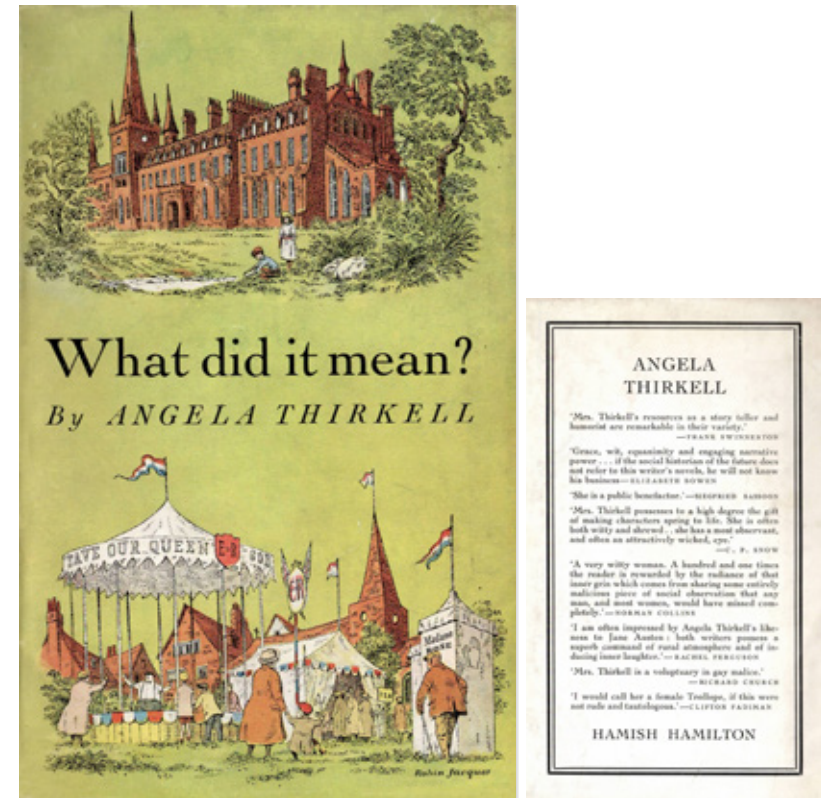 What did it mean?
By ANGELA THIRKELL
SAVE OUR QUEEN E R GOD
Madame
Robin Jacques
ANGELA
THIRKELL
'Mrs. Thirkell's resources as a story teller and
humorist are remarkable in their variety.'
—FRANK SWINNERTON
'Grace, wit, equanimity and engaging narrative
power . . . if the social historian of the future does
not refer to this writer's novels, he will not know
his business—ELIZABETH BOWEN
'She is a public benefactor.'—SIEGFRIED SASSOON
'Mrs. Thirkell possesses to a high degree the gift
of making characters spring to life. She is often
both witty and shrewd . . she has a most observant,
and often an attractively wicked, eye.'
—C. P. SNOW
'A very witty woman. A hundred and one times
the reader is rewarded by the radiance of that
inner grin which comes from sharing some entirely
malicious piece of social observation that any
man, and most women, would have missed com-
pletely.'—NORMAN COLLINS
'I am often impressed by Angela Thirkell's like-
ness to Jane Austen: both writers possess a
superb command of rural atmosphere and of in-
ducing inner laughter.'—RACHEL FERGUSON
'Mrs. Thirkell is a voluptuary in gay malice.'
—RICHARD CHURCH
'I would call her a female Trollope, if this were
not rude and tautologous.'—CLIFTON FADIMAN
HAMISH HAMILTON